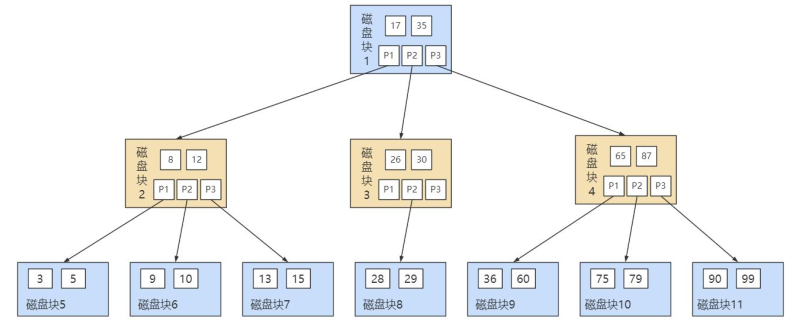 磁盘块1
17 35
P1 P2 P3
磁盘块2
8 12
P1 P2 P3
磁盘块3
26 30
P1 P2 P3
磁盘块4
65 87
P1 P2 P3
3 5
磁盘块5
9 10
磁盘块6
13 15
磁盘块7
28 29
磁盘块8
36 60
磁盘块9
75 79
磁盘块10
90 99
磁盘块11